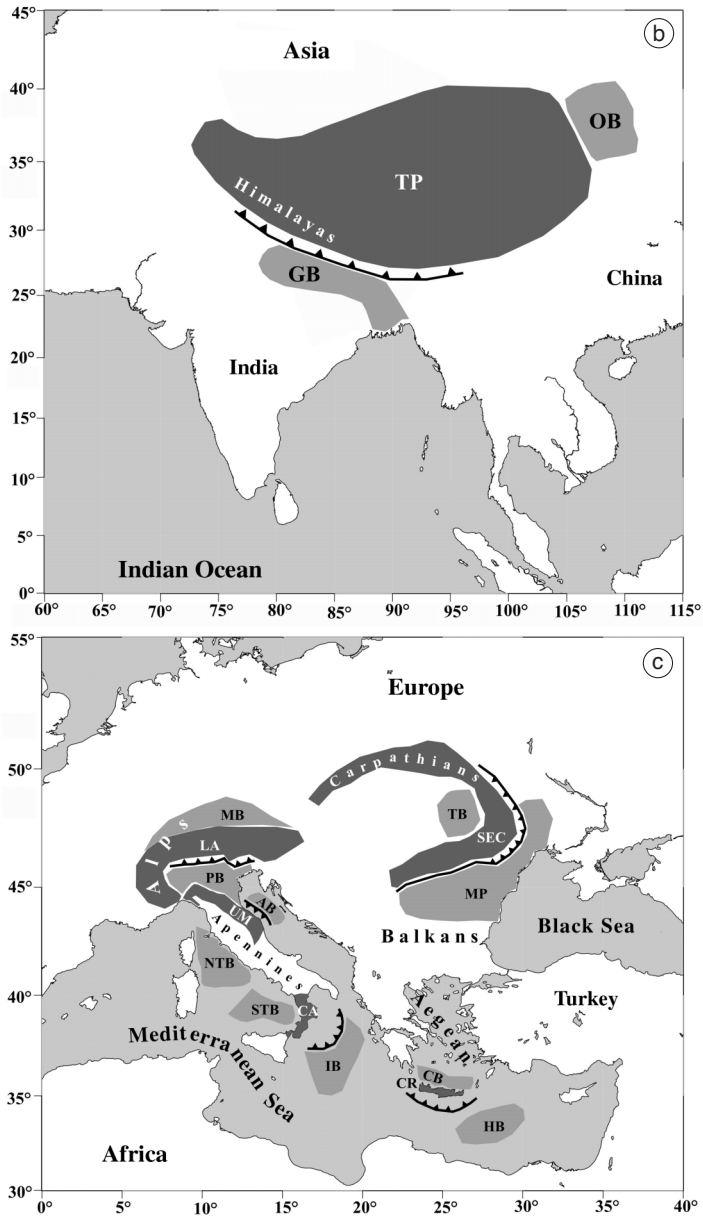 45°
b
Asia
40°
OB
35°
TP
Himalayas
30°
GB
China
25°
India
20°
15°
10°
5°
Indian Ocean
0°
60° 65° 70° 75° 80° 85° 90° 95° 100° 105° 110° 115°
55°
c
Europe
50°
Carpathians
MB
TB
Alps
LA
SEC
PB
45°
AB
MP
UM
Apennines
Balkans
Black Sea
NTB
40°
STB
CA
Aegean
Turkey
Mediterranean Sea
IB
CR
CB
35°
HB
Africa
30°
0° 5° 10° 15° 20° 25° 30° 35° 40°